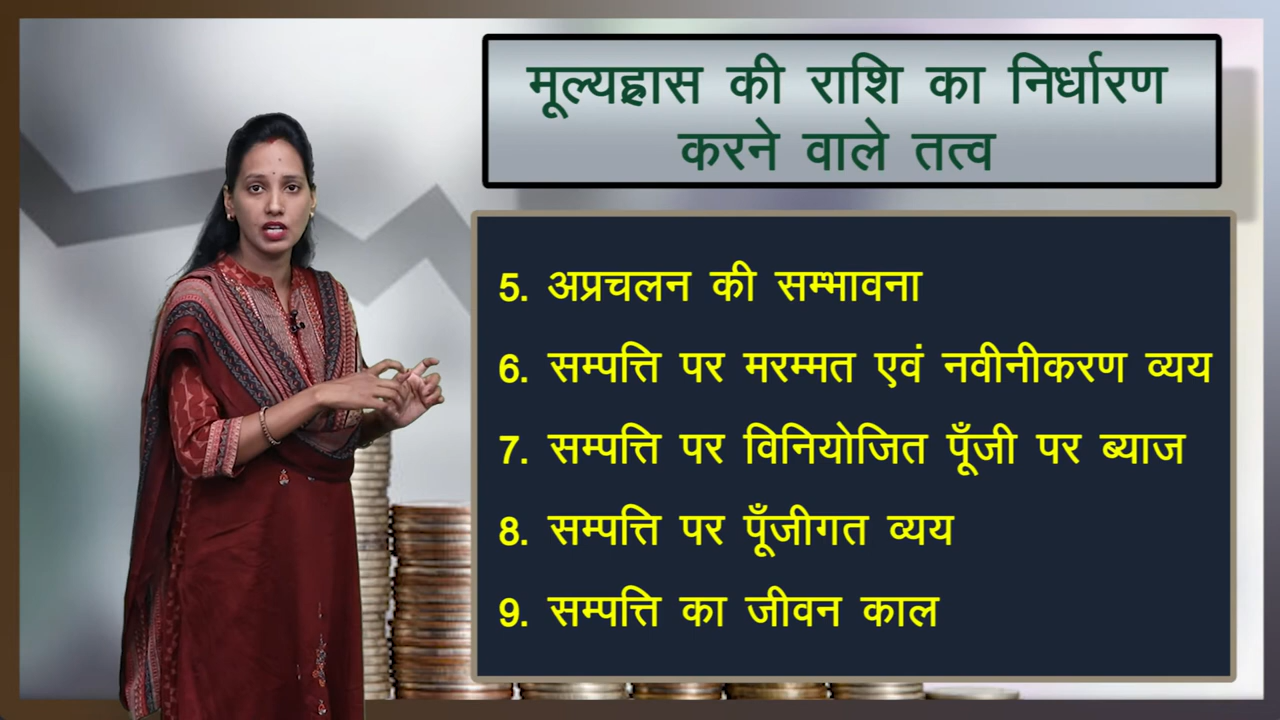 मूल्यह्रास की राशि का निर्धारण
करने वाले तत्व
5. अप्रचलन की सम्भावना
6. सम्पत्ति पर मरम्मत एवं नवीनीकरण व्यय
7. सम्पत्ति पर विनियोजित पूँजी पर ब्याज
8. सम्पत्ति पर पूँजीगत व्यय
9. सम्पत्ति का जीवन काल